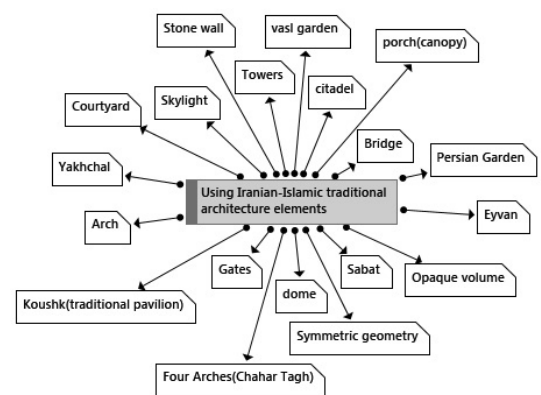 Stone wall
vasl garden
porch(canopy)
Towers
citadel
Skylight
Courtyard
Bridge
Persian Garden
Yakhchal
Using Iranian-Islamic traditional
architecture elements
Eyvan
Arch
Gates
Sabat
Opaque volume
dome
Koushk(traditional pavilion)
Symmetric geometry
Four Arches(Chahar Tagh)